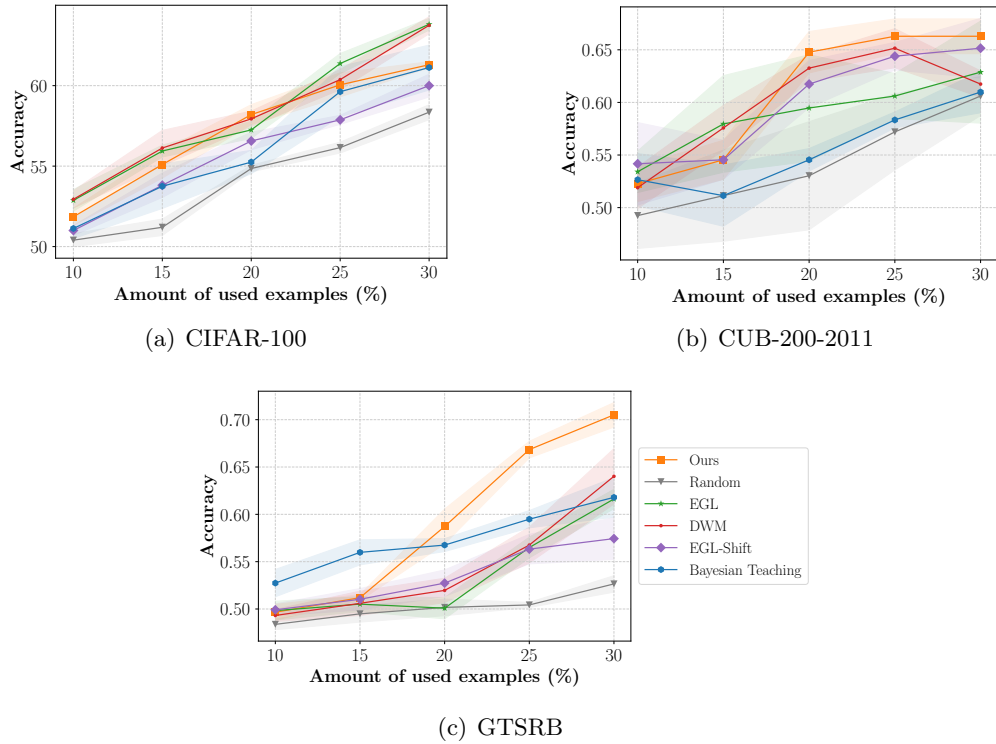 Accuracy
60
55
50
10 15 20 25 30
Amount of used examples (%)
(a) CIFAR-100
Accuracy
0.65
0.60
0.55
0.50
10 15 20 25 30
Amount of used examples (%)
(b) CUB-200-2011
Accuracy
0.70
0.65
0.60
0.55
0.50
10 15 20 25 30
Amount of used examples (%)
Ours
Random
EGL
DWM
EGL-Shift
Bayesian Teaching
(c) GTSRB